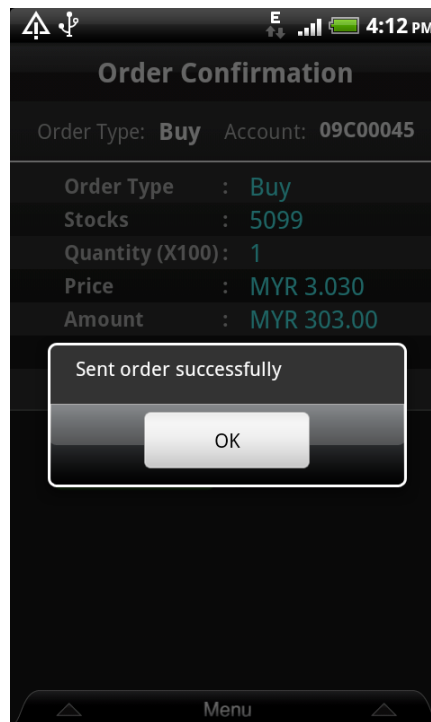 E 4:12 PM
Order Confirmation
Order Type: Buy Account: 09C00045
Order Type : Buy
Stocks : 5099
Quantity (X100) : 1
Price : MYR 3.030
Amount : MYR 303.00
Sent order successfully
OK
Menu